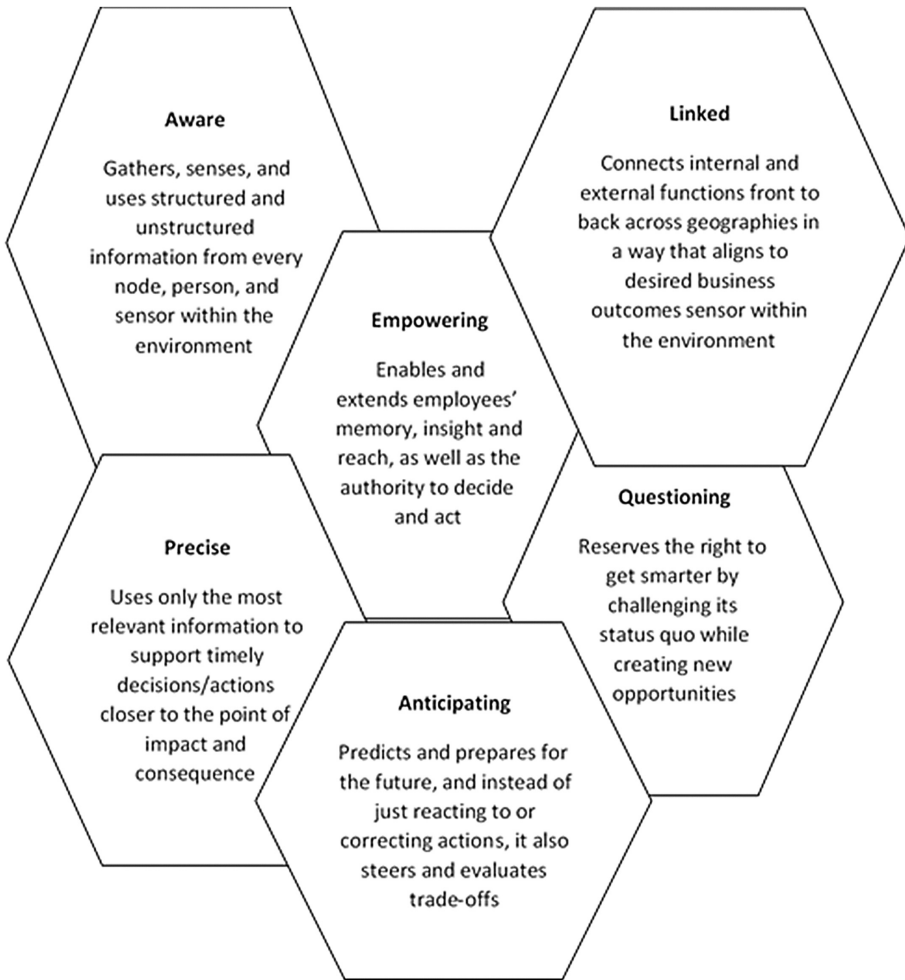 Aware
Gathers, senses, and
uses structured and
unstructured
information from every
node, person, and
sensor within the
environment
Linked
Connects internal and
external functions front to
back across geographies in
a way that aligns to
desired business
outcomes sensor within
the environment
Empowering
Enables and
extends employees’
memory, insight and
reach, as well as the
authority to decide
and act
Questioning
Reserves the right to
get smarter by
challenging its
status quo while
creating new
opportunities
Precise
Uses only the most
relevant information to
support timely
decisions/actions
closer to the point of
impact and
consequence
Anticipating
Predicts and prepares for
the future, and instead of
just reacting to or
correcting actions, it also
steers and evaluates
trade-offs